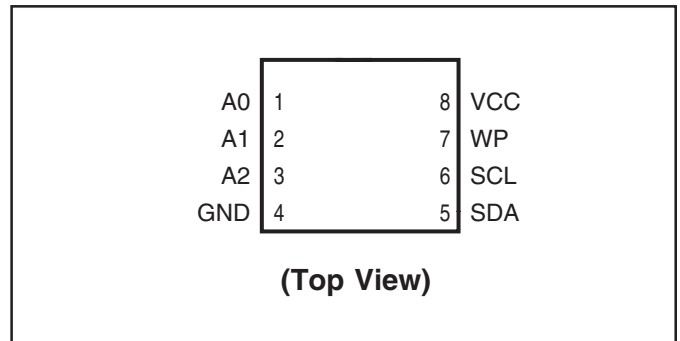 A0 1 8 VCC
A1 2 7 WP
A2 3 6 SCL
GND 4 5 SDA
(Top View)